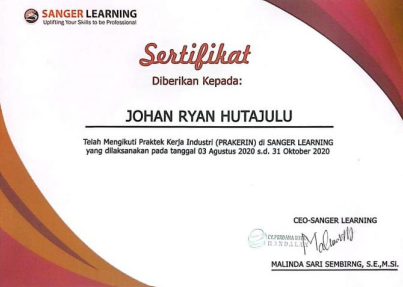 SANGER LEARNING
Uplifting Your Skills to be Professional
Sertifikat
Diberikan Kepada:
JOHAN RYAN HUTAJULU
Telah Mengikuti Praktek Kerja Industri (PRAKERIN) di SANGER LEARNING
yang dilaksanakan pada tanggal 03 Agustus 2020 s.d. 31 Oktober 2020
CEO-SANGER LEARNING
MALINDA SARI SEMBIRNG, S.E.,M.SI.